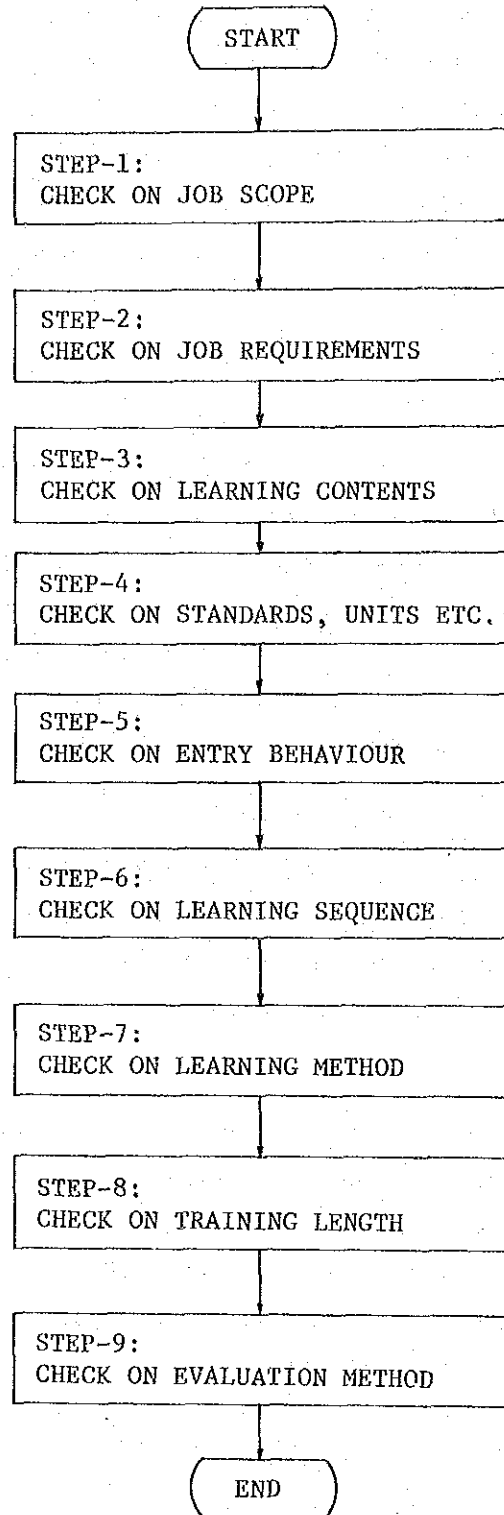 START
STEP-1:
CHECK ON JOB SCOPE
STEP-2:
CHECK ON JOB REQUIREMENTS
STEP-3:
CHECK ON LEARNING CONTENTS
STEP-4:
CHECK ON STANDARDS, UNITS ETC.
STEP-5:
CHECK ON ENTRY BEHAVIOUR
STEP-6:
CHECK ON LEARNING SEQUENCE
STEP-7:
CHECK ON LEARNING METHOD
STEP-8:
CHECK ON TRAINING LENGTH
STEP-9:
CHECK ON EVALUATION METHOD
END